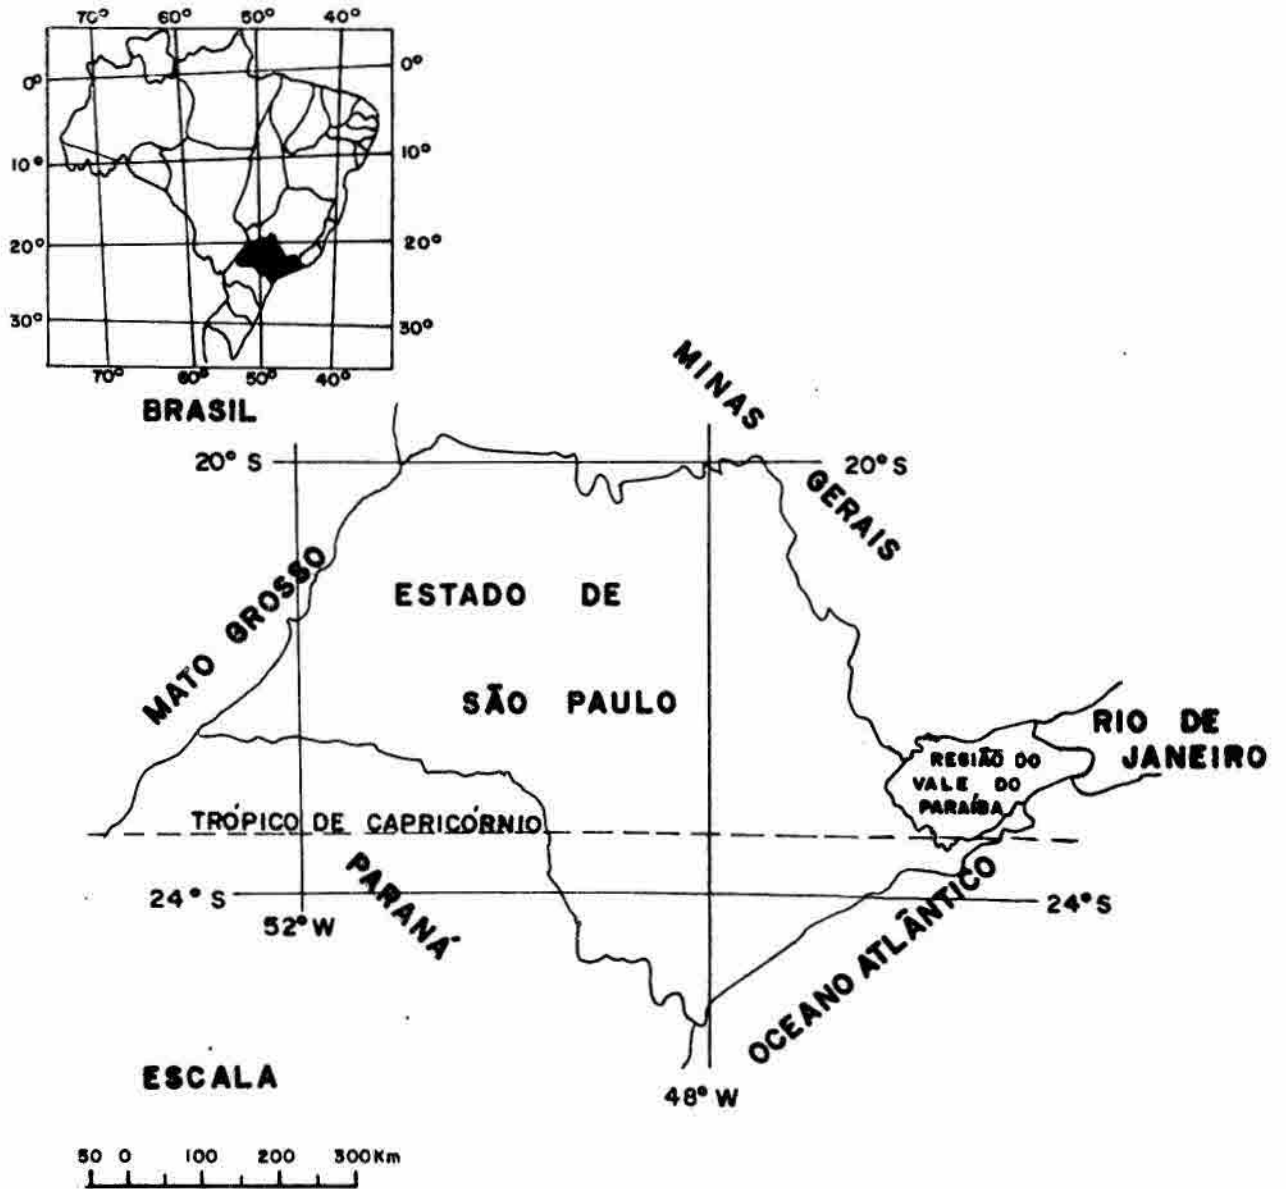 70° 60° 50° 40°
0° 0°
10° 10°
20° 20°
30° 30°
70° 60° 50° 40°
BRASIL
MINAS
GERAIS
20° S 20° S
MATO GROSSO
ESTADO DE
SÃO PAULO
RIO DE
JANEIRO
REGIÃO DO
VALE DO
PARAÍBA
TRÓPICO DE CAPRICÓRNIO
PARANÁ
24° S 24° S
52° W
OCEANO ATLÂNTICO
48° W
ESCALA
50 0 100 200 300Km